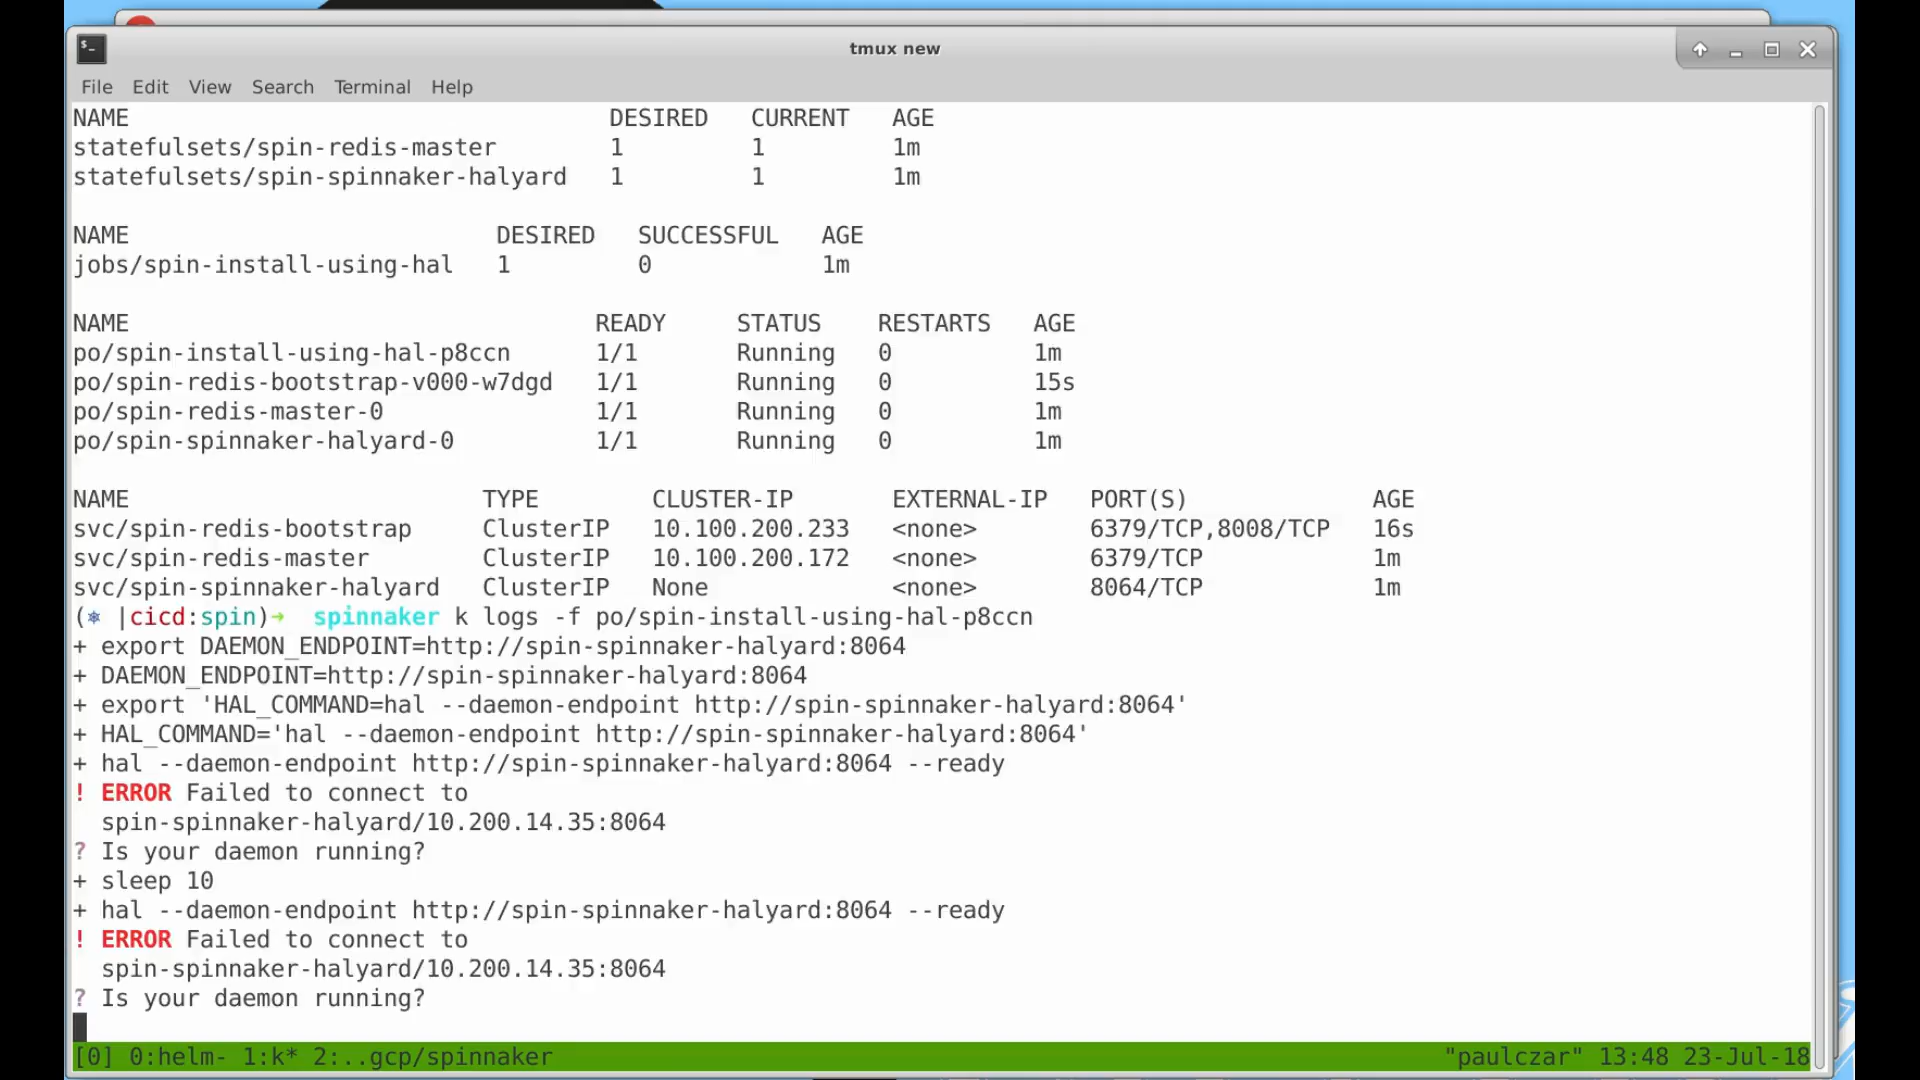 tmux new
File Edit View Search Terminal Help
NAME DESIRED CURRENT AGE
statefulsets/spin-redis-master 1 1 1m
statefulsets/spin-spinnaker-halyard 1 1 1m
NAME DESIRED SUCCESSFUL AGE
jobs/spin-install-using-hal 1 0 1m
NAME READY STATUS RESTARTS AGE
po/spin-install-using-hal-p8ccn 1/1 Running 0 1m
po/spin-redis-bootstrap-v000-w7dgd 1/1 Running 0 15s
po/spin-redis-master-0 1/1 Running 0 1m
po/spin-spinnaker-halyard-0 1/1 Running 0 1m
NAME TYPE CLUSTER-IP EXTERNAL-IP PORT(S) AGE
svc/spin-redis-bootstrap ClusterIP 10.100.200.233 <none> 6379/TCP,8008/TCP 16s
svc/spin-redis-master ClusterIP 10.100.200.172 <none> 6379/TCP 1m
svc/spin-spinnaker-halyard ClusterIP None <none> 8064/TCP 1m
(⎈ |cicd:spin)➜ spinnaker k logs -f po/spin-install-using-hal-p8ccn
+ export DAEMON_ENDPOINT=http://spin-spinnaker-halyard:8064
+ DAEMON_ENDPOINT=http://spin-spinnaker-halyard:8064
+ export 'HAL_COMMAND=hal --daemon-endpoint http://spin-spinnaker-halyard:8064'
+ HAL_COMMAND='hal --daemon-endpoint http://spin-spinnaker-halyard:8064'
+ hal --daemon-endpoint http://spin-spinnaker-halyard:8064 --ready
! ERROR Failed to connect to
spin-spinnaker-halyard/10.200.14.35:8064
? Is your daemon running?
+ sleep 10
+ hal --daemon-endpoint http://spin-spinnaker-halyard:8064 --ready
! ERROR Failed to connect to
spin-spinnaker-halyard/10.200.14.35:8064
? Is your daemon running?
[0] 0:helm- 1:k* 2:..gcp/spinnaker "paulczar" 13:48 23-Jul-18